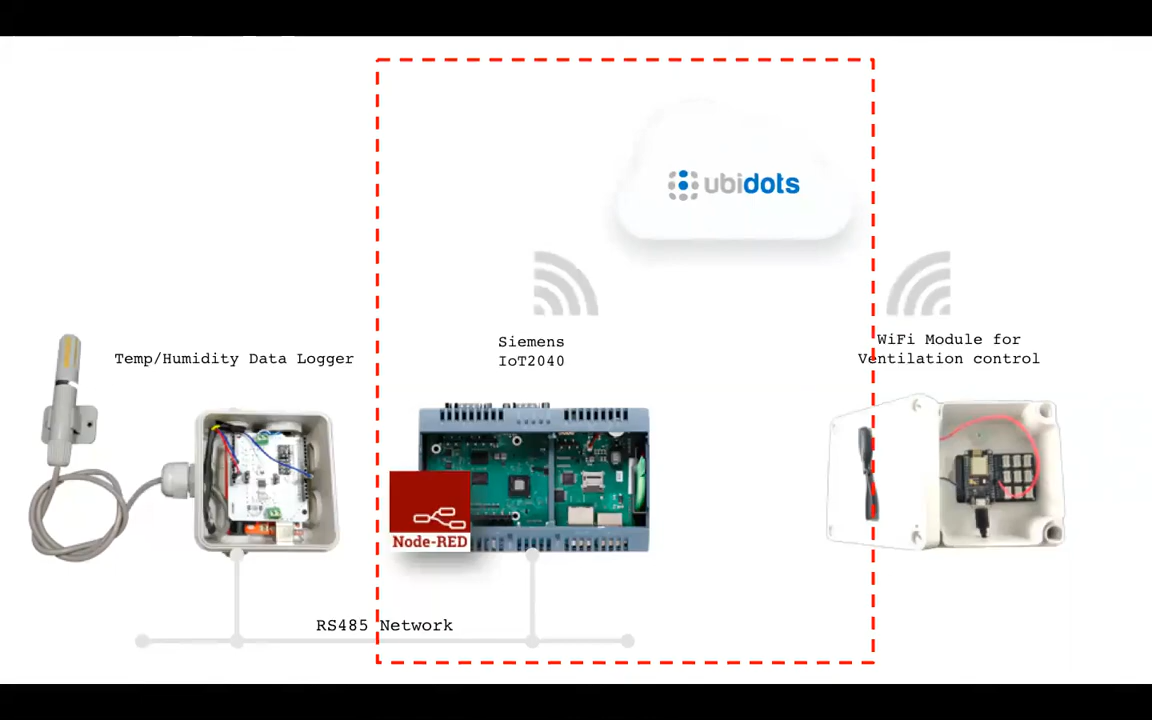 ubidots
Siemens
IoT2040
WiFi Module for
Ventilation control
Temp/Humidity Data Logger
Node-RED
RS485 Network